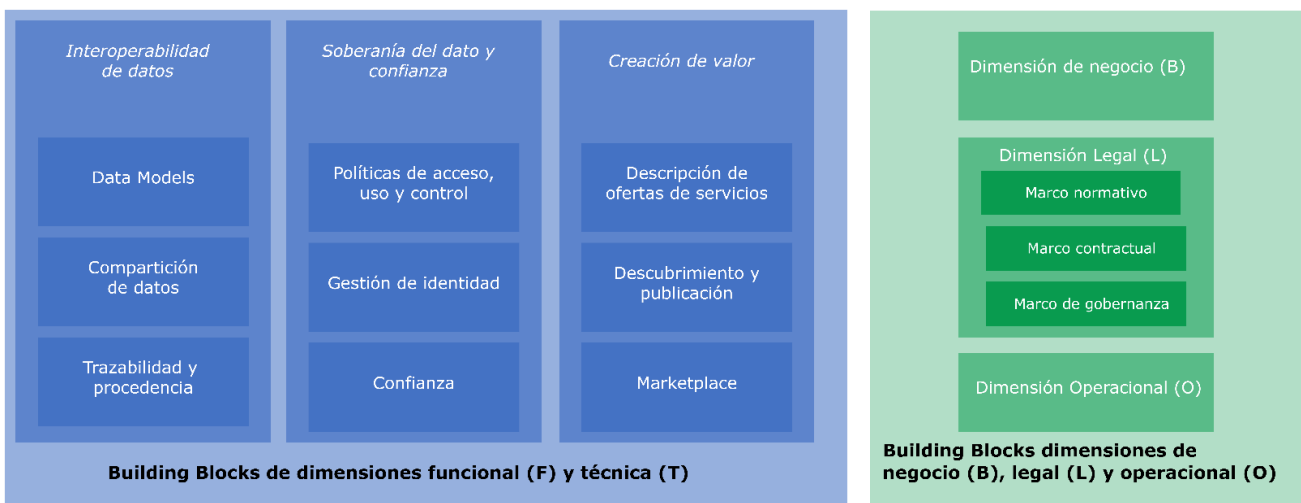 Interoperabilidad
de datos
Data Models
Compartición
de datos
Trazabilidad y
procedencia
Soberanía del dato y
confianza
Políticas de acceso,
uso y control
Gestión de identidad
Confianza
Creación de valor
Descripción de
ofertas de servicios
Descubrimiento y
publicación
Marketplace
Building Blocks de dimensiones funcional (F) y técnica (T)
Dimensión de negocio (B)
Dimensión Legal (L)
Marco normativo
Marco contractual
Marco de gobernanza
Dimensión Operacional (O)
Building Blocks dimensiones de
negocio (B), legal (L) y operacional (O)